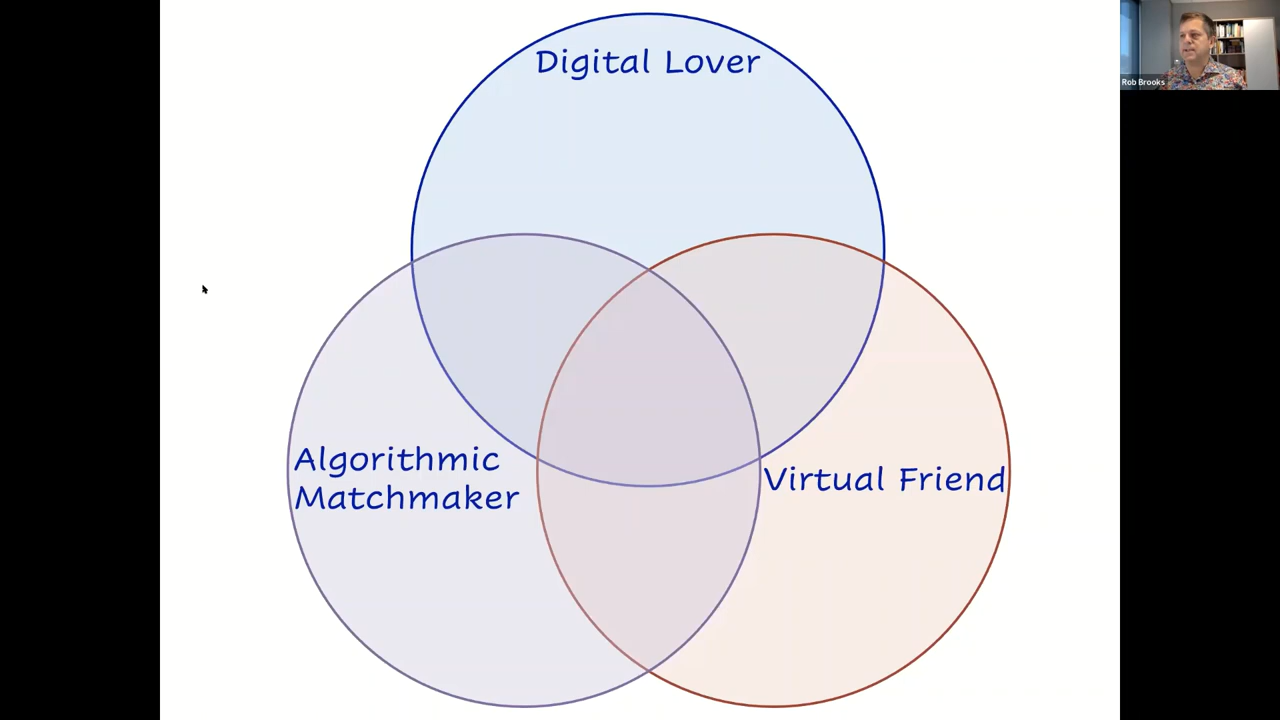 Digital Lover
Rob Brooks
Algorithmic
Matchmaker
Virtual Friend